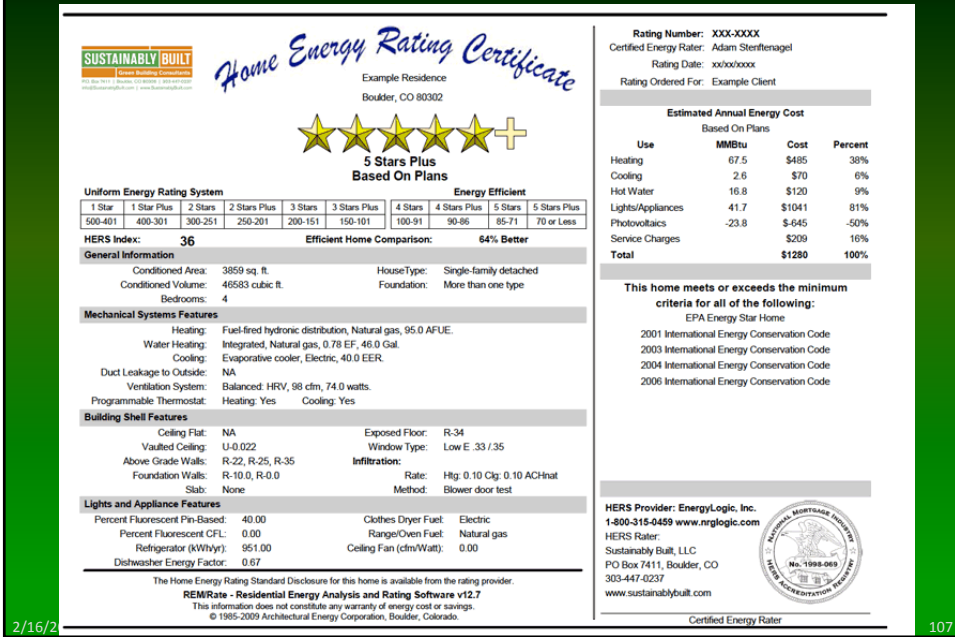 SUSTAINABLY BUILT
Green Building Consultants
PO Box 7411 | Boulder, CO 80306 | 303-447-0237
info@SustainablyBuilt.com | www.SustainablyBuilt.com
Home Energy Rating Certificate
Example Residence
Boulder, CO 80302
5 Stars Plus
Based On Plans
Uniform Energy Rating System Energy Efficient
1 Star 1 Star Plus 2 Stars 2 Stars Plus 3 Stars 3 Stars Plus 4 Stars 4 Stars Plus 5 Stars 5 Stars Plus
500-401 400-301 300-251 250-201 200-151 150-101 100-91 90-86 85-71 70 or Less
HERS Index: 36 Efficient Home Comparison: 64% Better
General Information
Conditioned Area: 3859 sq. ft. HouseType: Single-family detached
Conditioned Volume: 46583 cubic ft. Foundation: More than one type
Bedrooms: 4
Mechanical Systems Features
Heating: Fuel-fired hydronic distribution, Natural gas, 95.0 AFUE.
Water Heating: Integrated, Natural gas, 0.78 EF, 46.0 Gal.
Cooling: Evaporative cooler, Electric, 40.0 EER.
Duct Leakage to Outside: NA
Ventilation System: Balanced: HRV, 98 cfm, 74.0 watts.
Programmable Thermostat: Heating: Yes Cooling: Yes
Building Shell Features
Ceiling Flat: NA Exposed Floor: R-34
Vaulted Ceiling: U-0.022 Window Type: Low E .33 / .35
Above Grade Walls: R-22, R-25, R-35 Infiltration:
Foundation Walls: R-10.0, R-0.0 Rate: Htg: 0.10 Clg: 0.10 ACHnat
Slab: None Method: Blower door test
Lights and Appliance Features
Percent Fluorescent Pin-Based: 40.00 Clothes Dryer Fuel: Electric
Percent Fluorescent CFL: 0.00 Range/Oven Fuel: Natural gas
Refrigerator (kWh/yr): 951.00 Ceiling Fan (cfm/Watt): 0.00
Dishwasher Energy Factor: 0.67
The Home Energy Rating Standard Disclosure for this home is available from the rating provider.
REM/Rate - Residential Energy Analysis and Rating Software v12.7
This information does not constitute any warranty of energy cost or savings.
© 1985-2009 Architectural Energy Corporation, Boulder, Colorado.
Rating Number: XXX-XXXX
Certified Energy Rater: Adam Stenftenagel
Rating Date: xx/xx/xxxx
Rating Ordered For: Example Client
Estimated Annual Energy Cost
Based On Plans
Use MMBtu Cost Percent
Heating 67.5 $485 38%
Cooling 2.6 $70 6%
Hot Water 16.8 $120 9%
Lights/Appliances 41.7 $1041 81%
Photovoltaics -23.8 $-645 -50%
Service Charges $209 16%
Total $1280 100%
This home meets or exceeds the minimum
criteria for all of the following:
EPA Energy Star Home
2001 International Energy Conservation Code
2003 International Energy Conservation Code
2004 International Energy Conservation Code
2006 International Energy Conservation Code
HERS Provider: EnergyLogic, Inc.
1-800-315-0459 www.nrglogic.com
HERS Rater:
Sustainably Built, LLC
PO Box 7411, Boulder, CO
303-447-0237
www.sustainablybuilt.com
NATIONAL MORTGAGE INDUSTRY
No. 1998-069
HERS ACCREDITATION REGISTRY
Certified Energy Rater
2/16/2
107